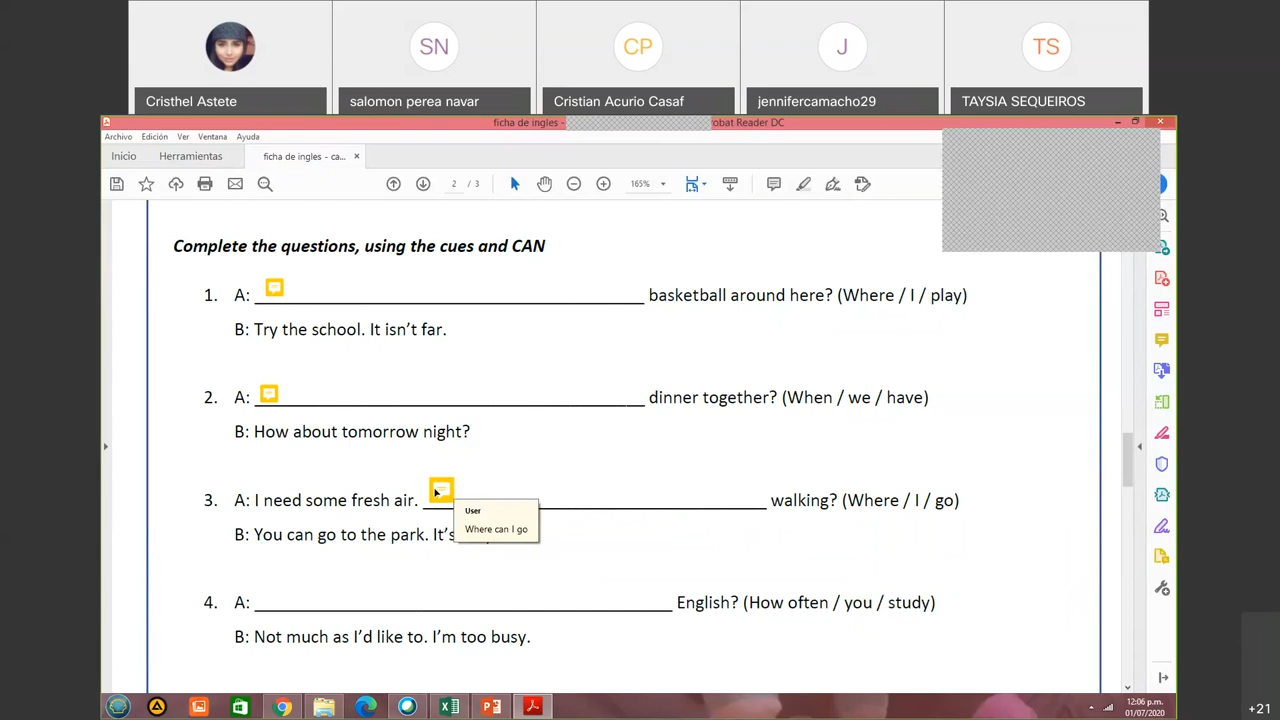 SN
CP
J
TS
Cristhel Astete
salomon perea navar
Cristian Acurio Casaf
jennifercamacho29
TAYSIA SEQUEIROS
ficha de ingles - robat Reader DC
Archivo Edición Ver Ventana Ayuda
Inicio Herramientas ficha de ingles - ca... ×
2 / 3 165%
Complete the questions, using the cues and CAN
1. A: ______ basketball around here? (Where / I / play)
B: Try the school. It isn't far.
2. A: ______ dinner together? (When / we / have)
B: How about tomorrow night?
3. A: I need some fresh air. ______ walking? (Where / I / go)
User
Where can I go
B: You can go to the park. It's
4. A: ______ English? (How often / you / study)
B: Not much as I'd like to. I'm too busy.
12:06 p.m.
01/07/2020
+21